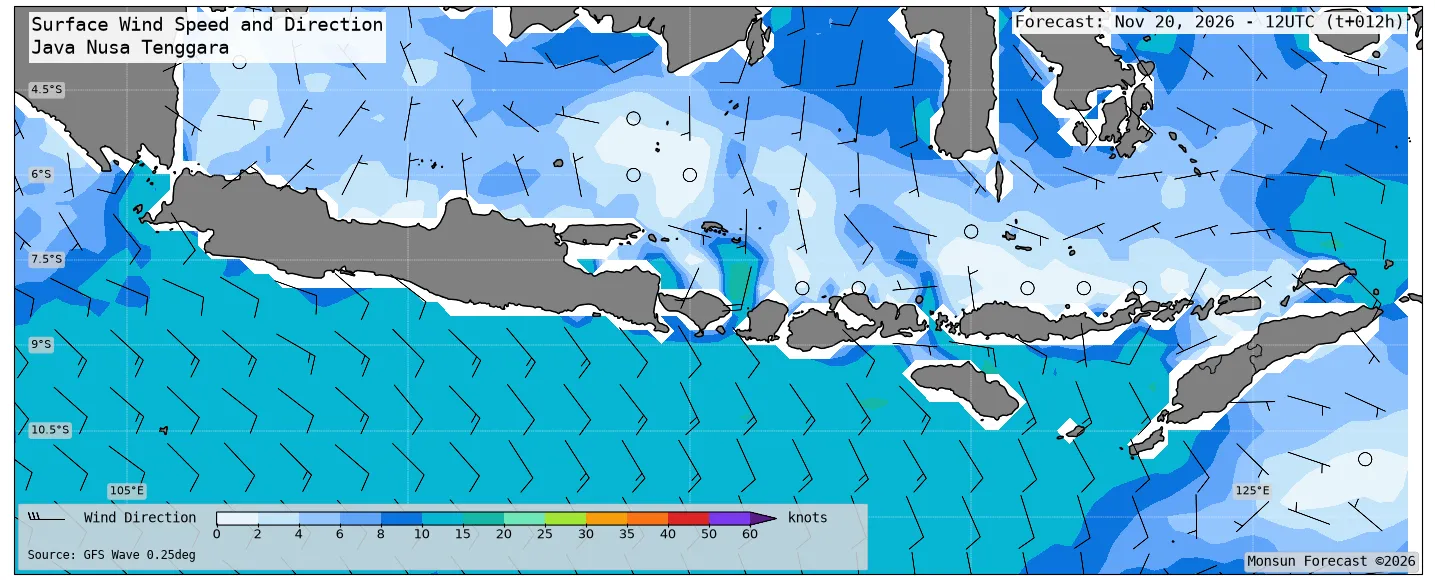 Surface Wind Speed and Direction
Java Nusa Tenggara
Forecast: Nov 20, 2026 - 12UTC (t+012h)
4.5°S
6°S
7.5°S
9°S
10.5°S
105°E
125°E
Wind Direction
0 2 4 6 8 10 15 20 25 30 35 40 50 60
knots
Source: GFS Wave 0.25deg
Monsun Forecast ©2026